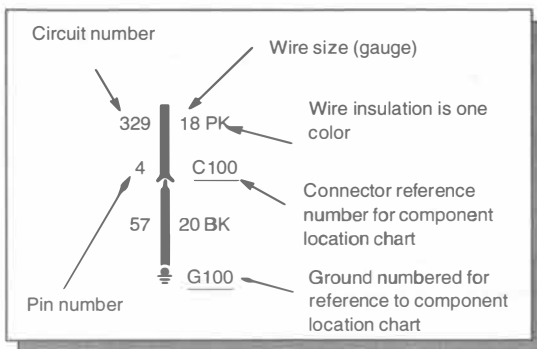 Circuit number
Wire size (gauge)
329 18 PK
Wire insulation is one
color
4 C100
Connector reference
number for component
location chart
57 20 BK
G100
Pin number
Ground numbered for
reference to component
location chart